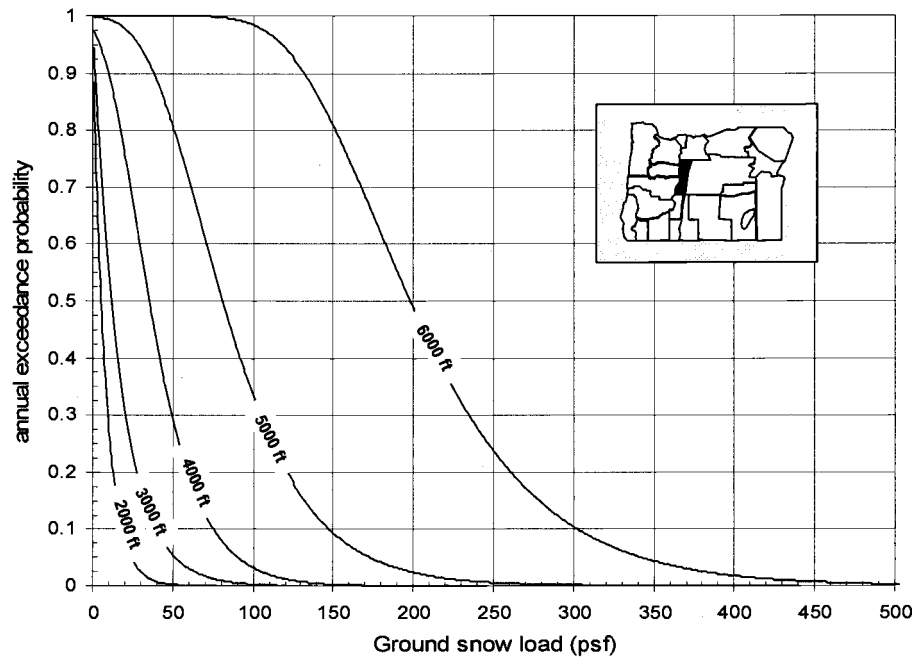 annual exceedance probability
1
0.9
0.8
0.7
0.6
0.5
0.4
0.3
0.2
0.1
0
2000 ft
3000 ft
4000 ft
5000 ft
6000 ft
0 50 100 150 200 250 300 350 400 450 500
Ground snow load (psf)